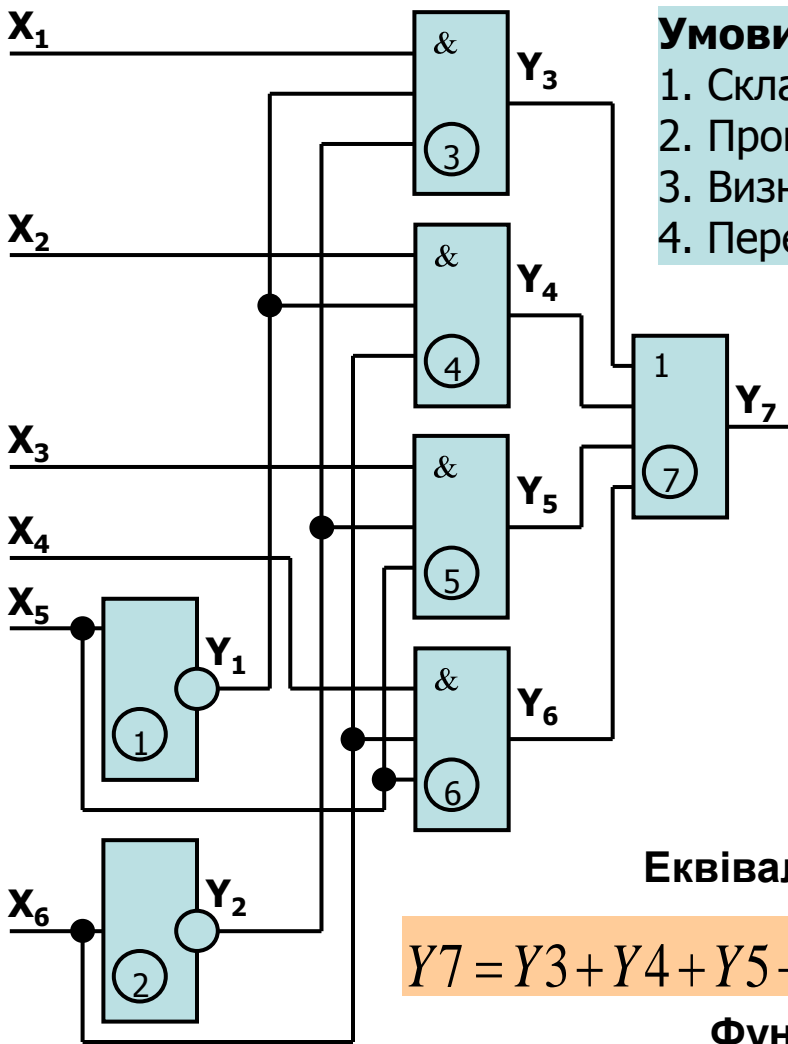 X₁
&
Y₃
3
Умови
1. Скла
2. Про
3. Визн
4. Пере
X₂
&
Y₄
4
1
Y₇
7
X₃
&
Y₅
5
X₄
X₅
Y₁
1
&
Y₆
6
X₆
Y₂
2
Еквівал
Y7 = Y3 + Y4 + Y5 -
Фун